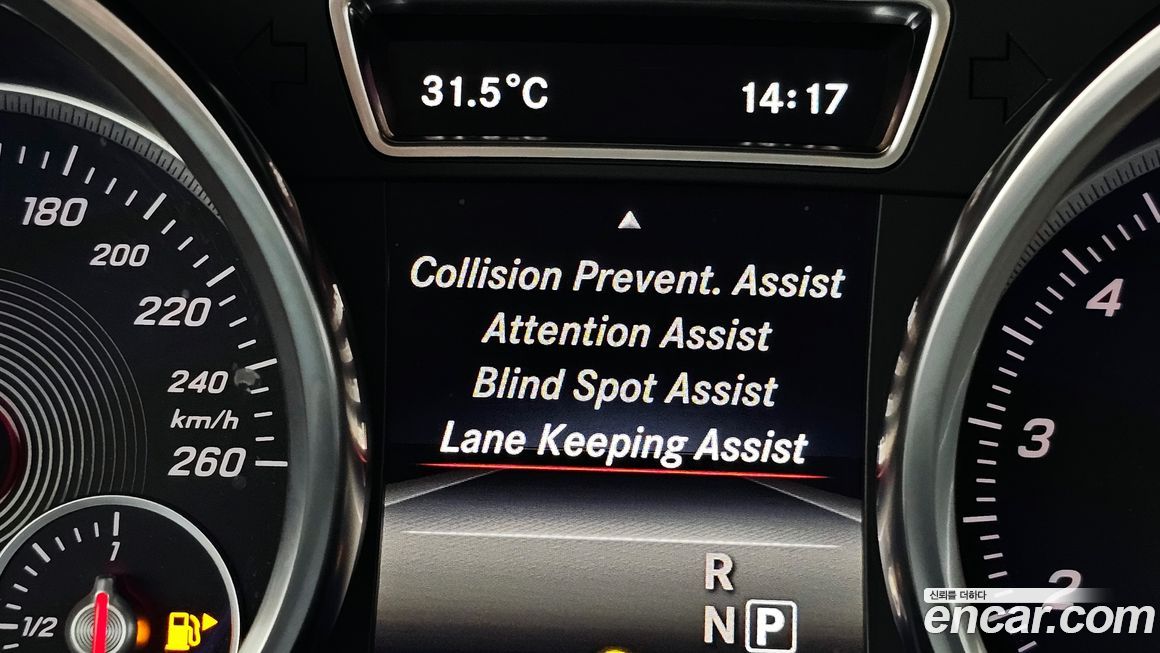 31.5°C 14:17
180
200
220
240
km/h
260
1
1/2
Collision Prevent. Assist
Attention Assist
Blind Spot Assist
Lane Keeping Assist
R
N P
4
3
2
신뢰를 더하다
encar.com